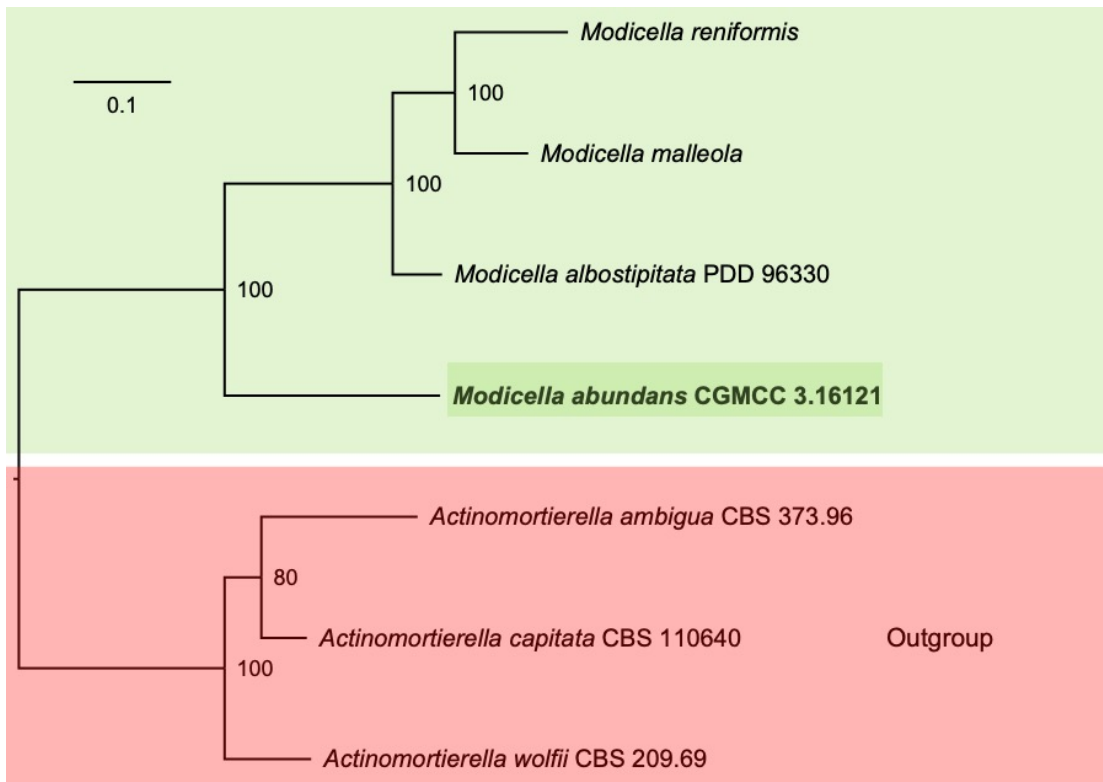 Modicella reniformis
0.1
100
Modicella malleola
100
Modicella albostipitata PDD 96330
100
Modicella abundans CGMCC 3.16121
Actinomortierella ambigua CBS 373.96
80
Actinomortierella capitata CBS 110640
Outgroup
100
Actinomortierella wolfii CBS 209.69